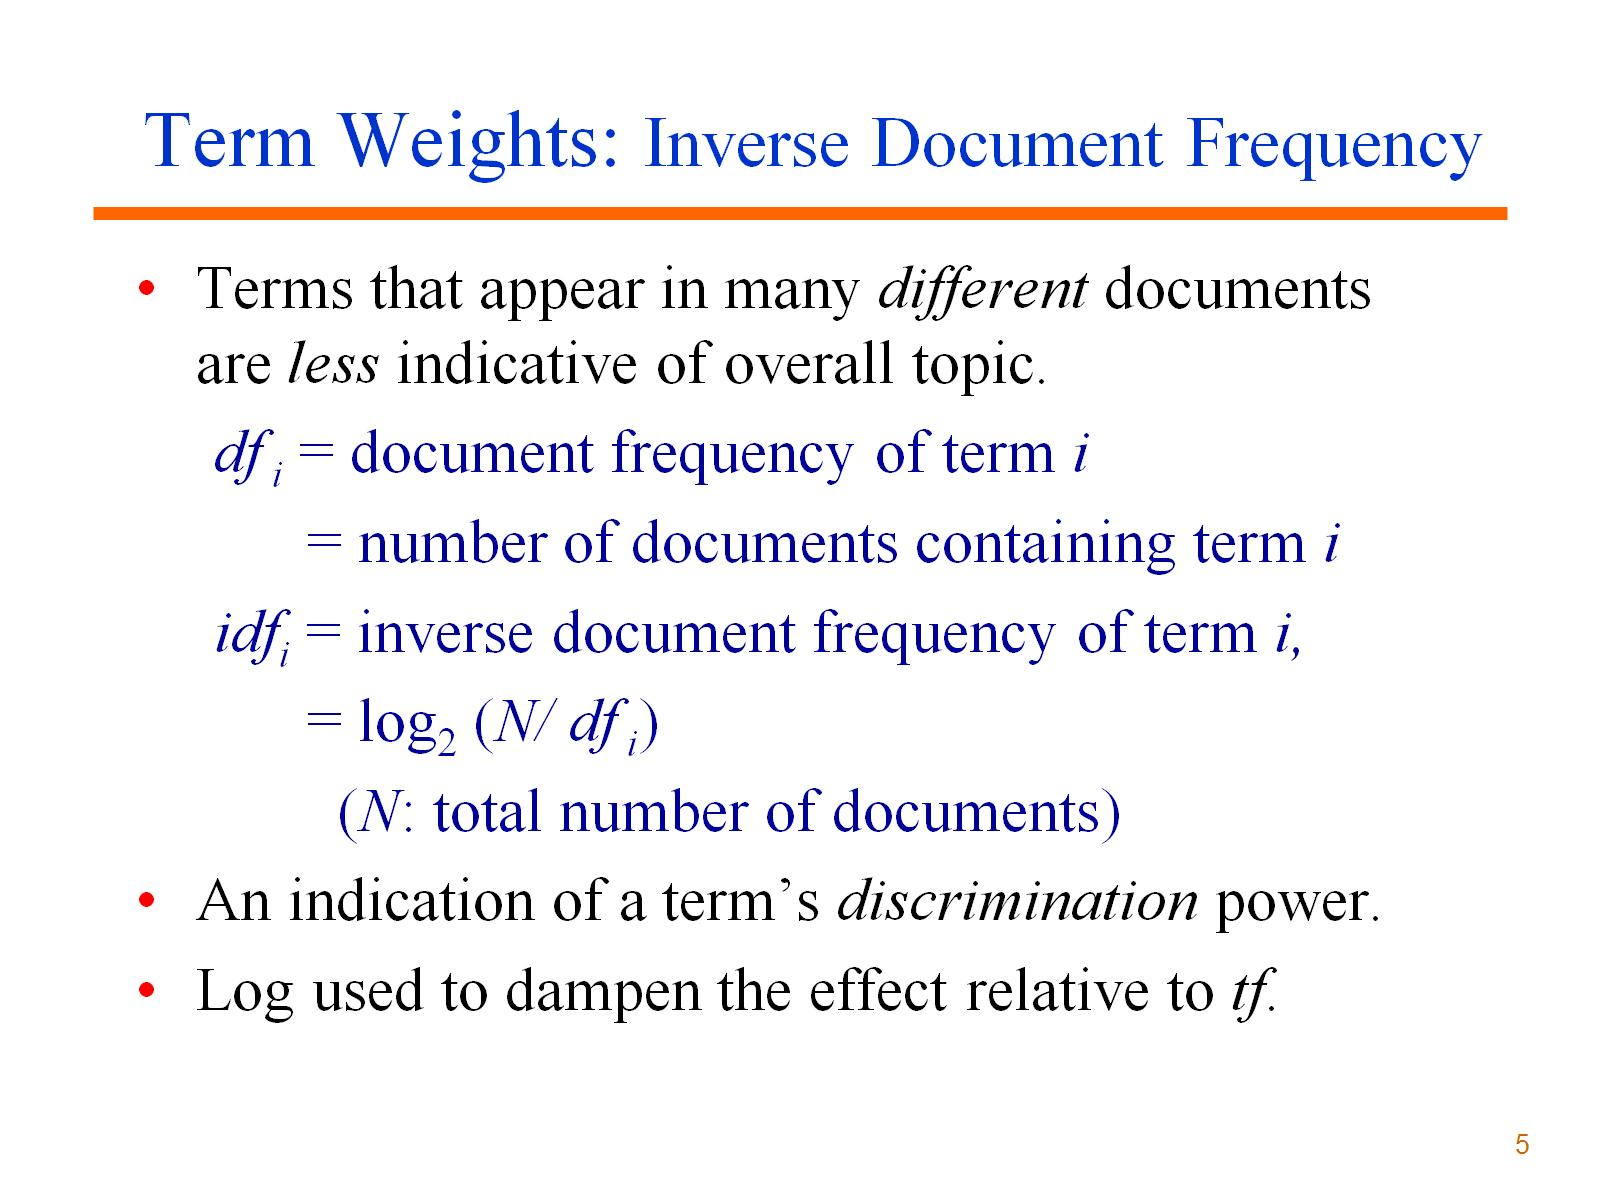 Term Weights: Inverse Document Frequency
• Terms that appear in many different documents
are less indicative of overall topic.
df i = document frequency of term i
= number of documents containing term i
idfi = inverse document frequency of term i,
= log2 (N/ df i)
(N: total number of documents)
• An indication of a term’s discrimination power.
• Log used to dampen the effect relative to tf.
5